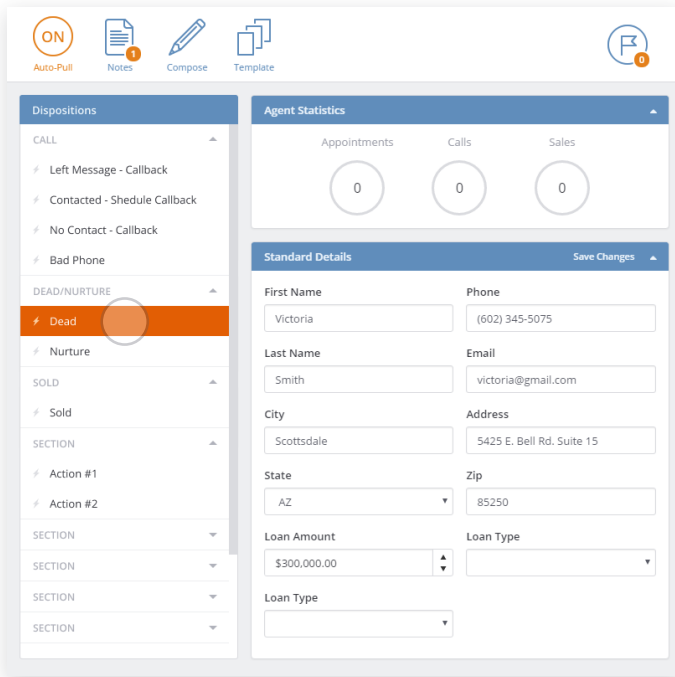 ON
Auto-Pull
1
Notes
Compose
Template
0
Dispositions
CALL
Left Message - Callback
Contacted - Shedule Callback
No Contact - Callback
Bad Phone
DEAD/NURTURE
Dead
Nurture
SOLD
Sold
SECTION
Action #1
Action #2
SECTION
SECTION
SECTION
SECTION
Agent Statistics
Appointments Calls Sales
0 0 0
Standard Details Save Changes
First Name Phone
Victoria (602) 345-5075
Last Name Email
Smith victoria@gmail.com
City Address
Scottsdale 5425 E. Bell Rd. Suite 15
State Zip
AZ 85250
Loan Amount Loan Type
$300,000.00
Loan Type